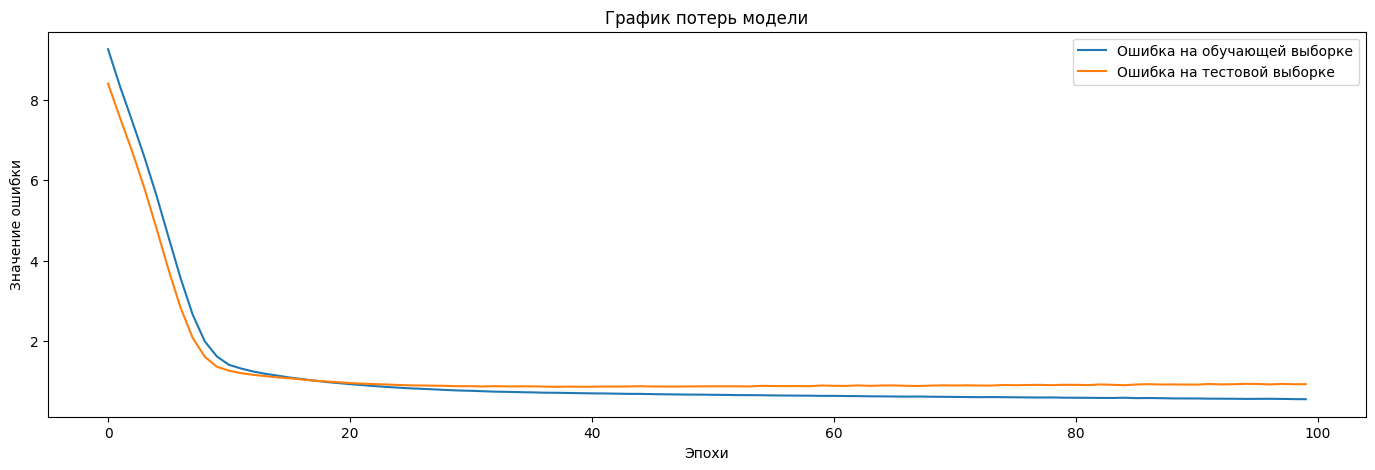 График потерь модели
Ошибка на обучающей выборке
Ошибка на тестовой выборке
Значение ошибки
8
6
4
2
0
20
40
60
80
100
Эпохи